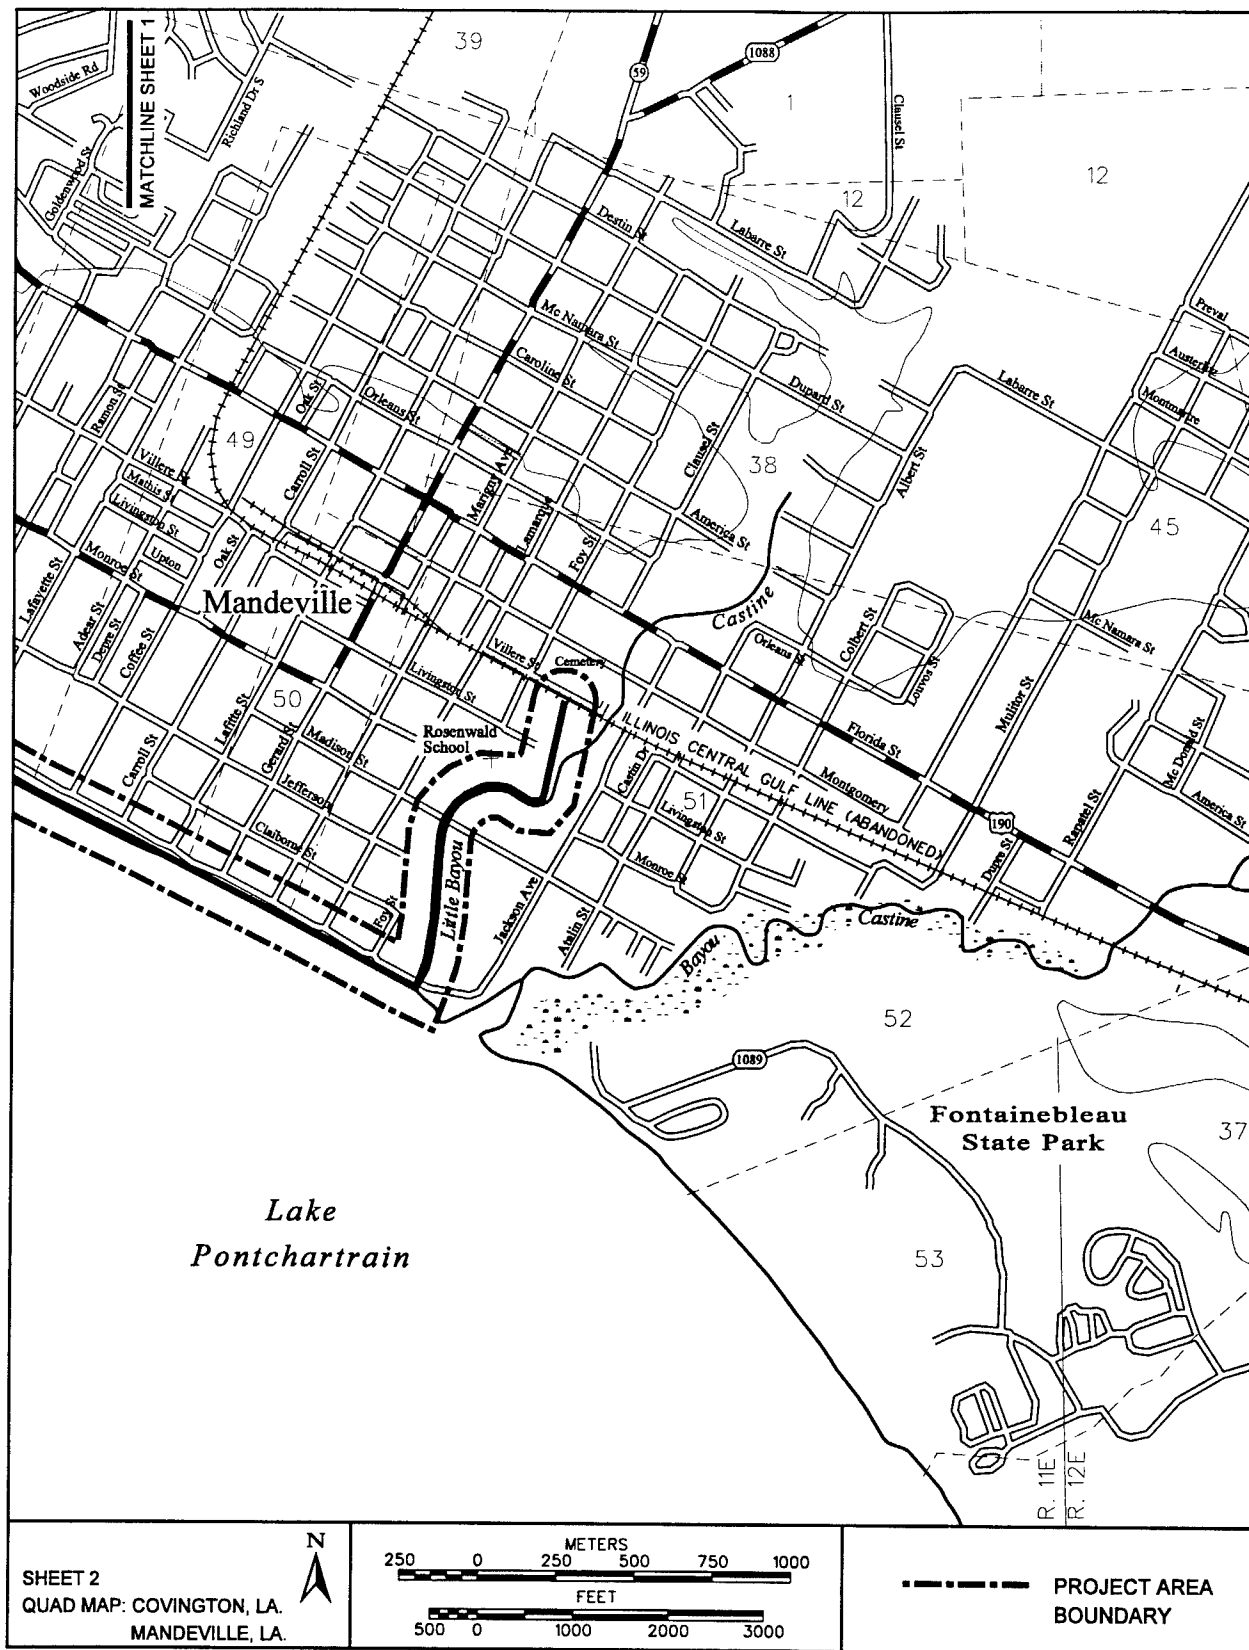 MATCHLINE SHEET 1
Woodside Rd
Richland Dr S
Goldenwood St
39
59
1088
1
Clausel St
12
12
Destin St
Labarre St
Mc Namara St
Caroline St
Dupard St
Preval
Austerlitz
Labarre St
Montmartre
Ramon St
Oak St
Orleans St
49
Villere St
Mathis St
Livingston St
Carroll St
Marigny Ave
Lamarque
Clausel St
38
Albert St
America St
45
Foy St
Upton
Oak St
Monroe St
Lafayette St
Mandeville
Adear St
Depre St
Coffee St
Castine
Orleans St
Colbert St
Louvos St
Mc Namara St
Mulitor St
Villere St
Cemetery
Livingston St
50
Rosenwald
School
Lafitte St
Gerard St
Madison St
Carroll St
Jefferson
Claiborne St
Foy St
Little Bayou
ILLINOIS CENTRAL GULF LINE (ABANDONED)
Castin Dr
51
Livingston St
Monroe St
Montgomery
Florida St
190
Mc Donald St
America St
Rapatel St
Dupre St
Jackson Ave
Atalin St
Bayou
Castine
52
1089
Fontainebleau
State Park
37
Lake
Pontchartrain
53
R. 11E
R. 12E
SHEET 2
QUAD MAP: COVINGTON, LA.
MANDEVILLE, LA.
N
METERS
250 0 250 500 750 1000
FEET
500 0 1000 2000 3000
PROJECT AREA
BOUNDARY